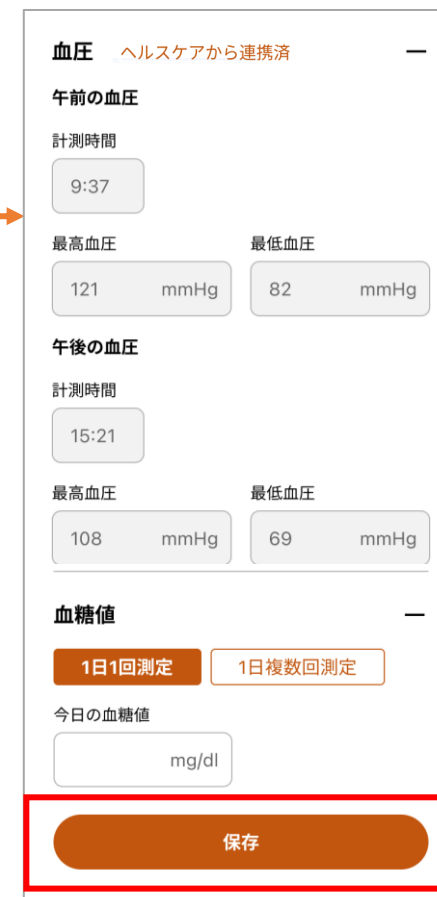 血圧 ヘルスケアから連携済
午前の血圧
計測時間
9:37
最高血圧 最低血圧
121 mmHg 82 mmHg
午後の血圧
計測時間
15:21
最高血圧 最低血圧
108 mmHg 69 mmHg
血糖値
1日1回測定 1日複数回測定
今日の血糖値
mg/dl
保存